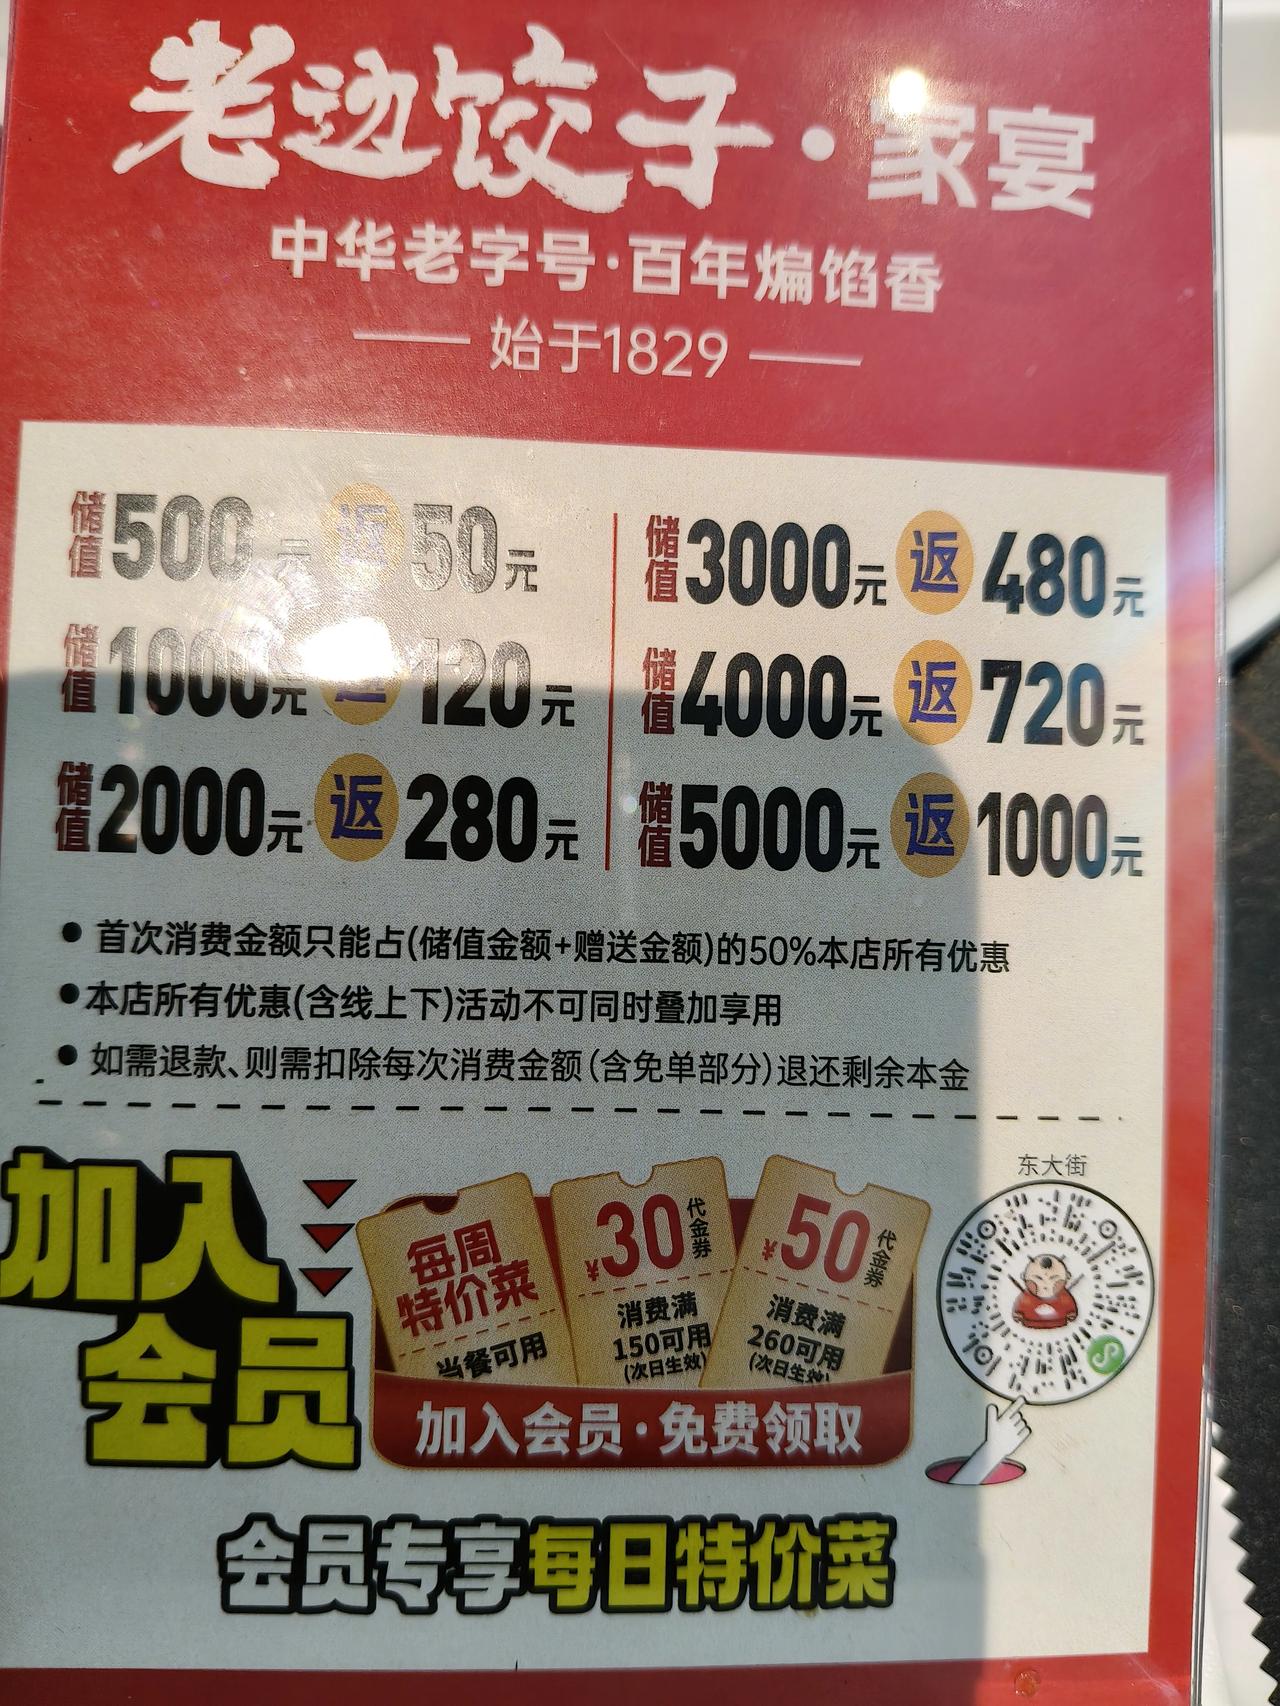 老边饺子·家宴
中华老字号·百年煸馅香
始于1829
储值500元返50元
储值1000元返120元
储值2000元返280元
储值3000元返480元
储值4000元返720元
储值5000元返1000元
●首次消费金额只能占(储值金额+赠送金额)的50%本店所有优惠
●本店所有优惠(含线上下)活动不可同时叠加享用
●如需退款、则需扣除每次消费金额(含免单部分)退还剩余本金
加入
会员
每周
特价菜
当餐可用
¥30代金券
消费满
150可用
(次日生效)
¥50代金券
消费满
260可用
(次日生效)
加入会员·免费领取
东大街
会员专享每日特价菜